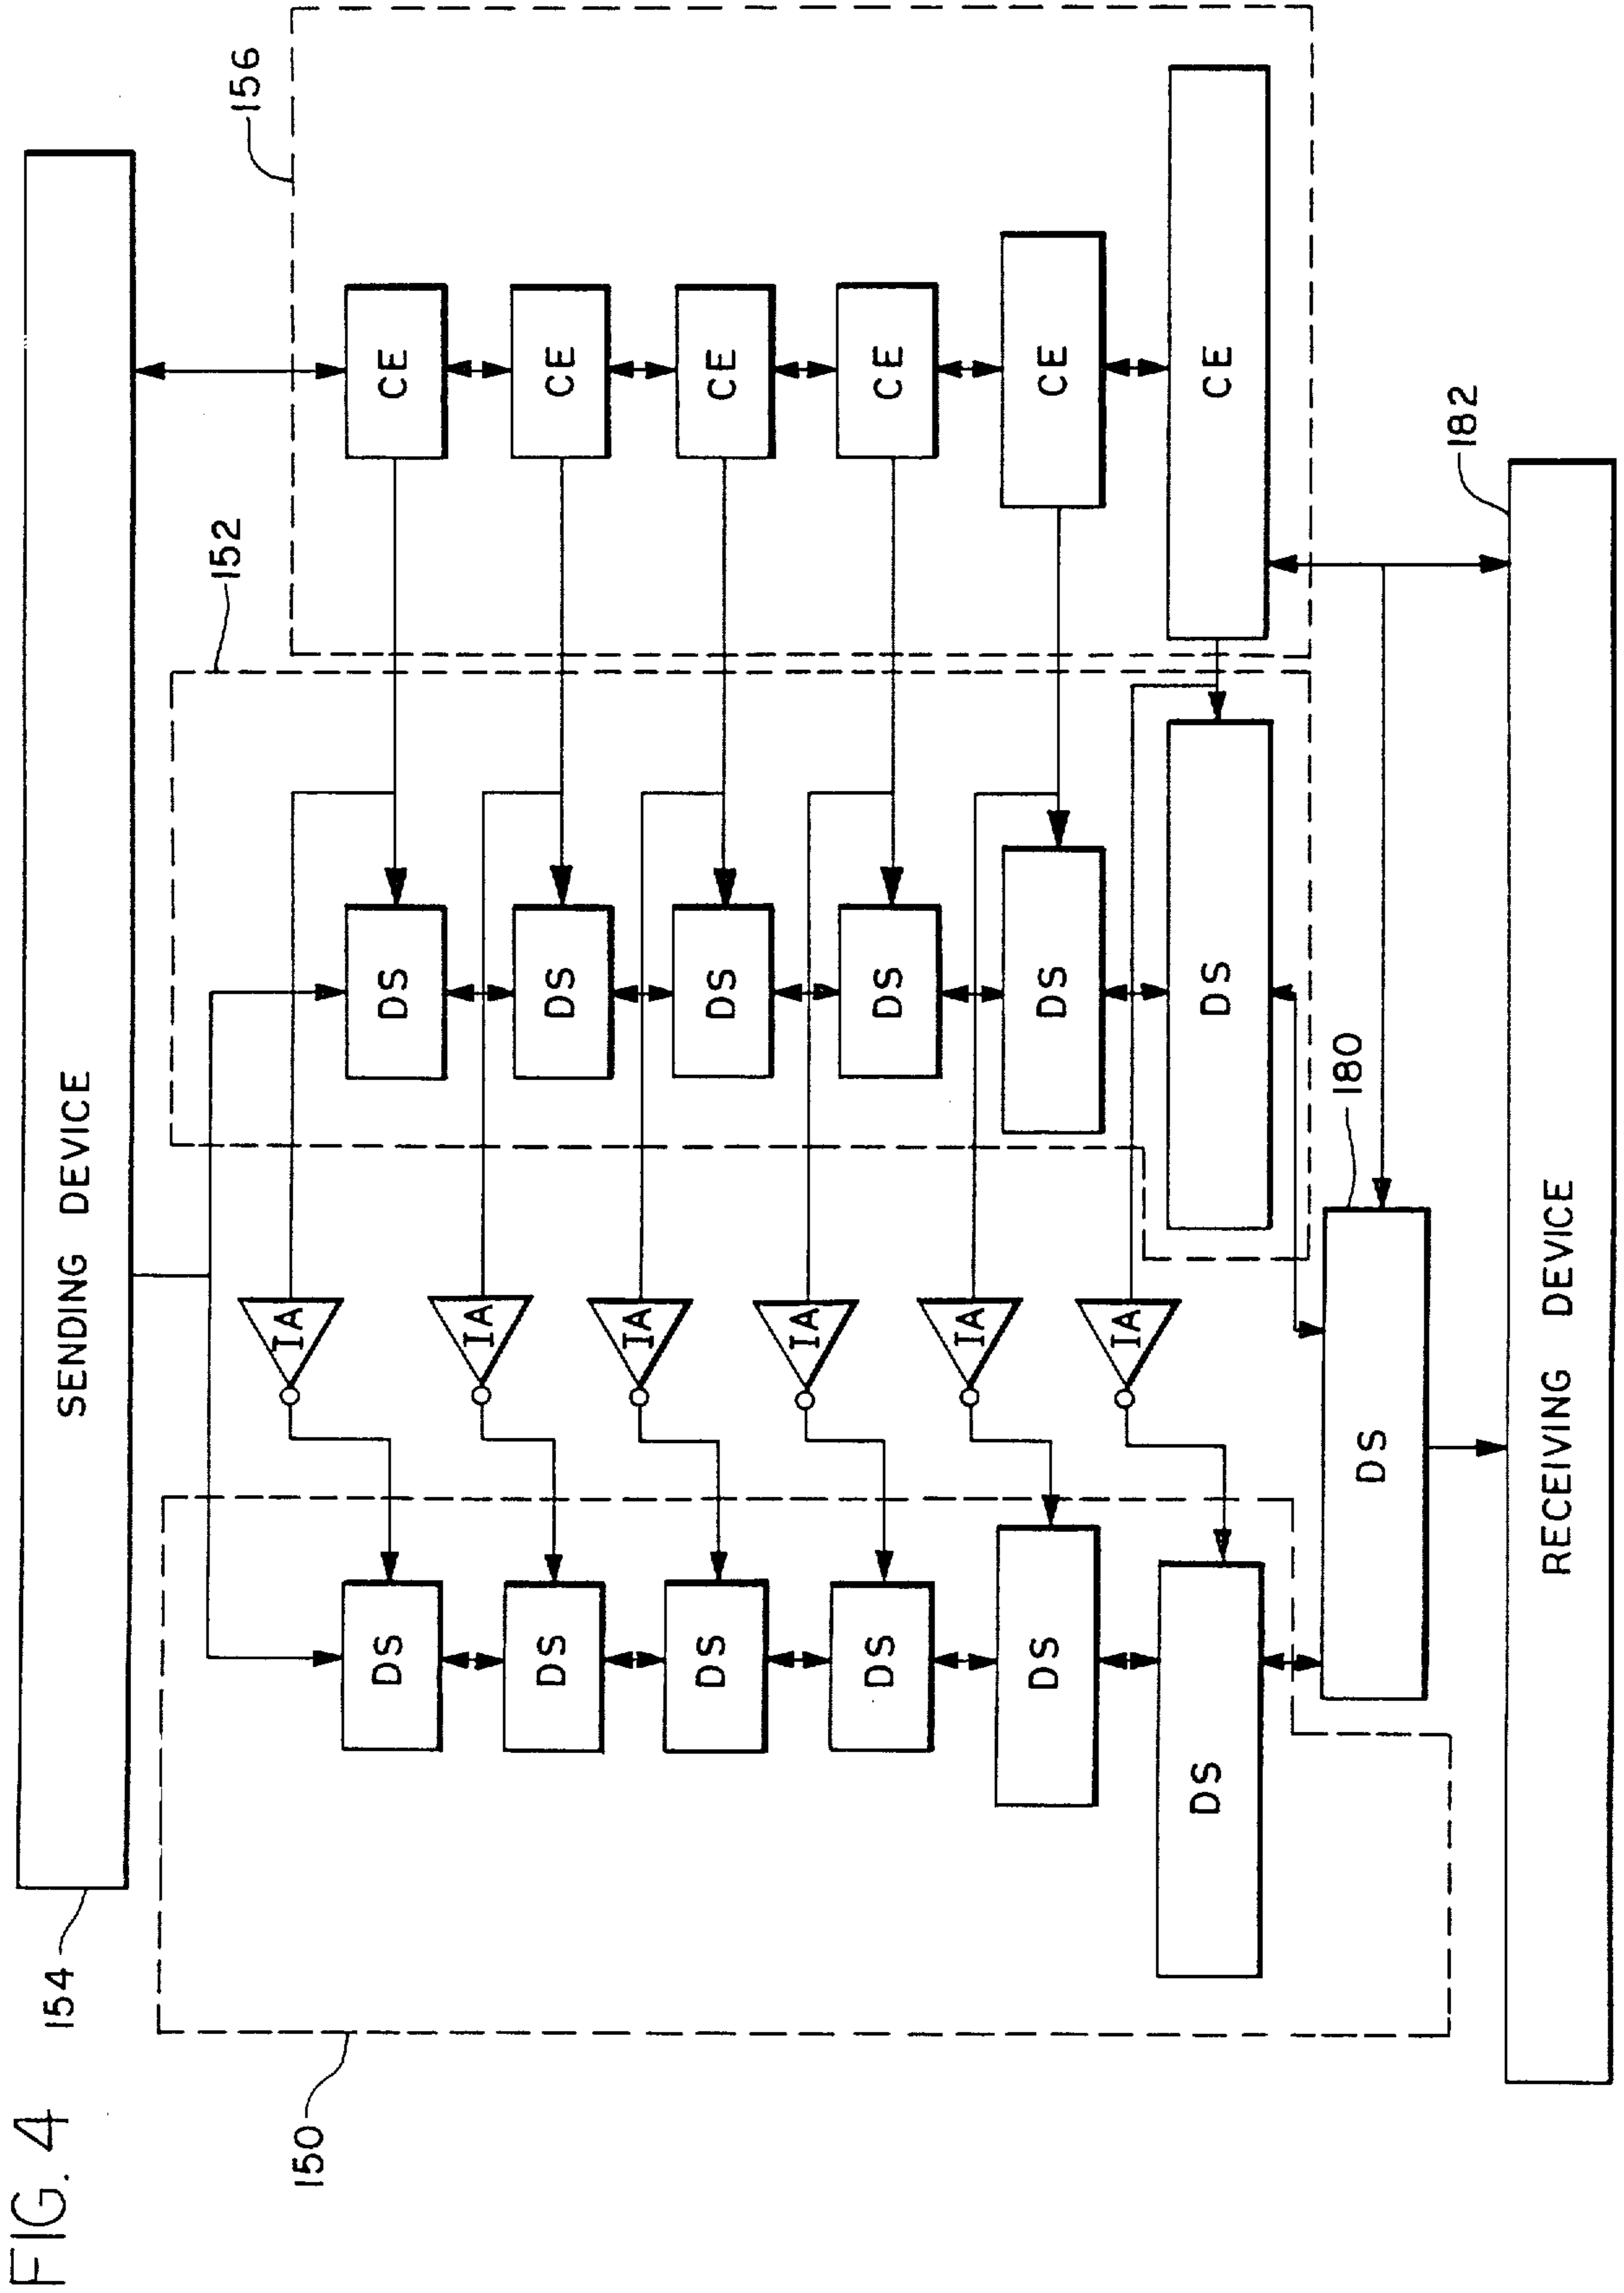 FIG. 4
154
SENDING DEVICE
150
152
156
DS
IA
DS
CE
DS
IA
DS
CE
DS
IA
DS
CE
DS
IA
DS
CE
DS
IA
DS
CE
DS
IA
DS
CE
DS
180
182
RECEIVING DEVICE